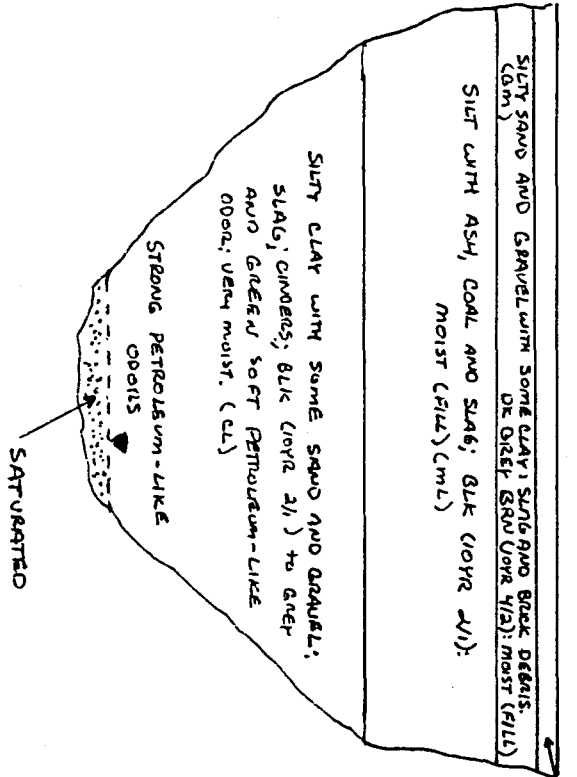 SILTY SAND AND GRAVEL WITH SOME CLAY; SLAG AND BRICK DEBRIS.
(GM) DK GREY BRN (10YR 4/2); MOIST (FILL)
SILT WITH ASH, COAL AND SLAG; BLK (10YR 2/1);
MOIST (FILL) (ML)
SILTY CLAY WITH SOME SAND AND GRAVEL;
SLAG; CINDERS; BLK (10YR 2/1) TO GREY
AND GREEN SOFT PETROLEUM-LIKE
ODOR; VERY MOIST. (CL)
STRONG PETROLEUM-LIKE
ODORS
SATURATED